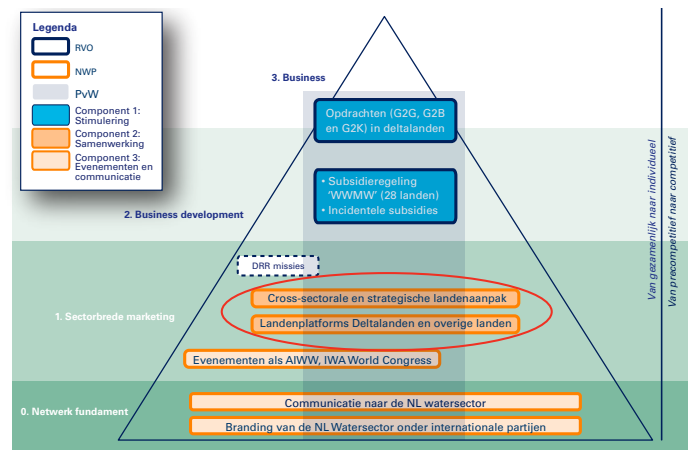 Legenda
RVO
NWP
PvW
Component 1:
Stimulering
Component 2:
Samenwerking
Component 3:
Evenementen en
communicatie
3. Business
Opdrachten (G2G, G2B
en G2K) in deltalanden
• Subsidieregeling
'WWMW' (28 landen)
• Incidentele subsidies
2. Business development
DRR missies
Cross-sectorale en strategische landenaanpak
1. Sectorbrede marketing
Landenplatforms Deltalanden en overige landen
Evenementen als AIWW, IWA World Congress
0. Netwerk fundament
Communicatie naar de NL watersector
Branding van de NL Watersector onder internationale partijen
Van gezamenlijk naar individueel
Van precompetitief naar competitief